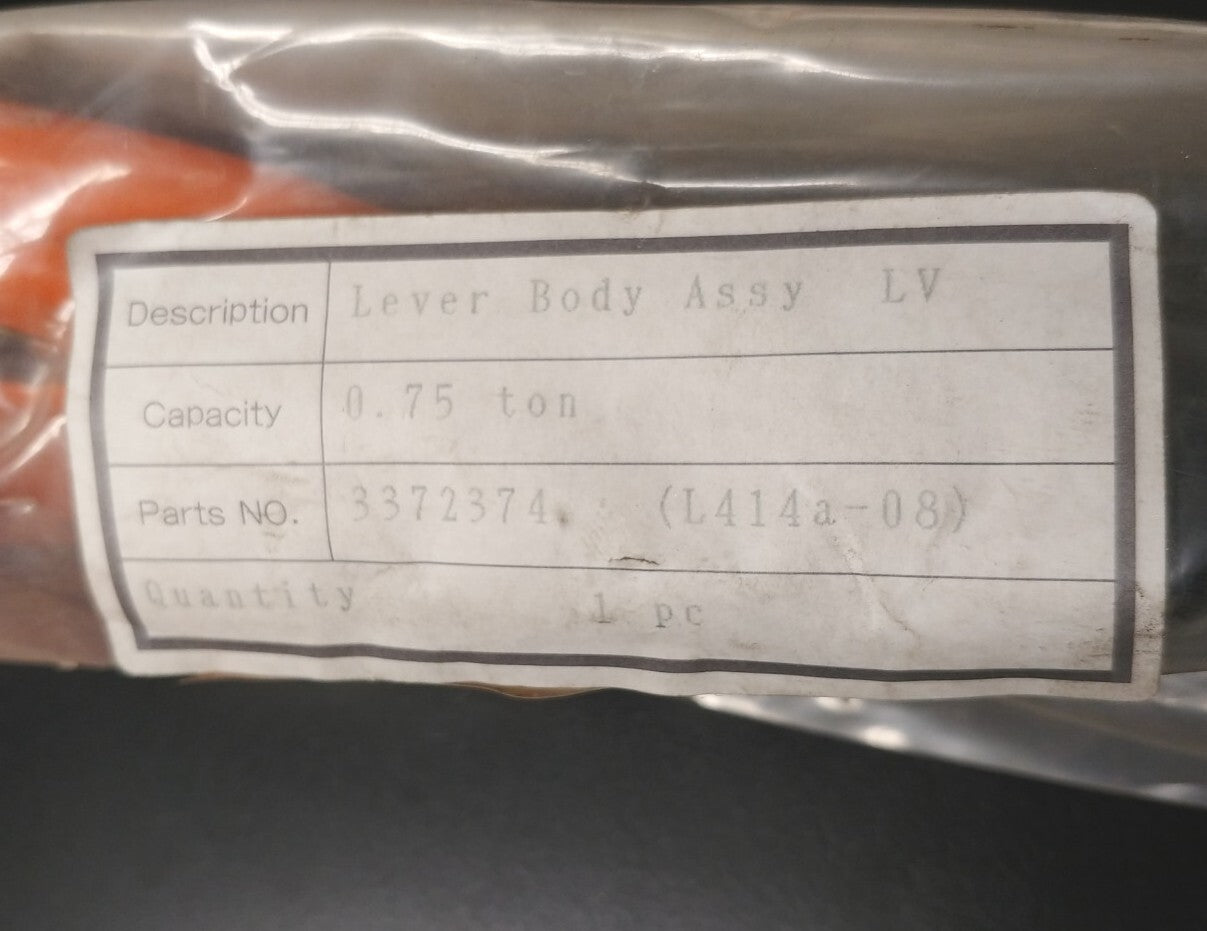 Description Lever Body Assy LV
Capacity 0.75 ton
Parts NO. 3372374. (L414a-08)
Quantity 1 pc